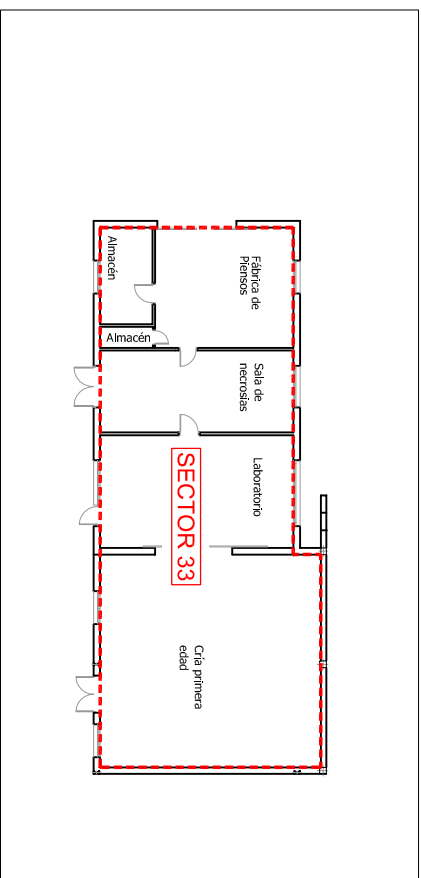 Almacén
Fábrica de
Piensos
Almacén
Sala de
necrosias
Laboratorio
SECTOR 33
Cría primera
edad